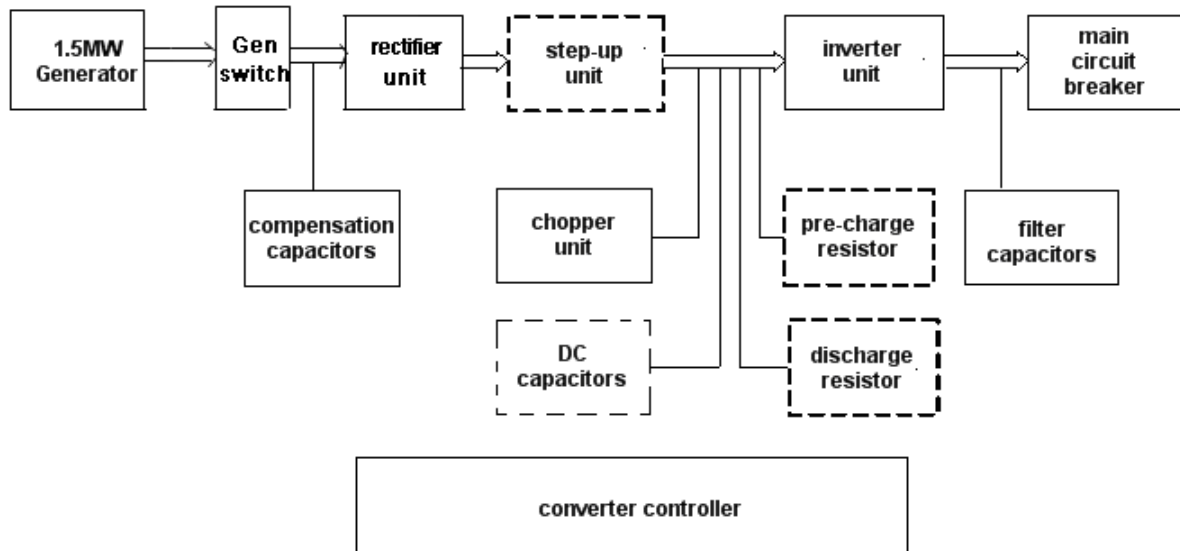 1.5MW
Generator
Gen
switch
rectifier
unit
step-up
unit
inverter
unit
main
circuit
breaker
compensation
capacitors
chopper
unit
pre-charge
resistor
filter
capacitors
DC
capacitors
discharge
resistor
converter controller